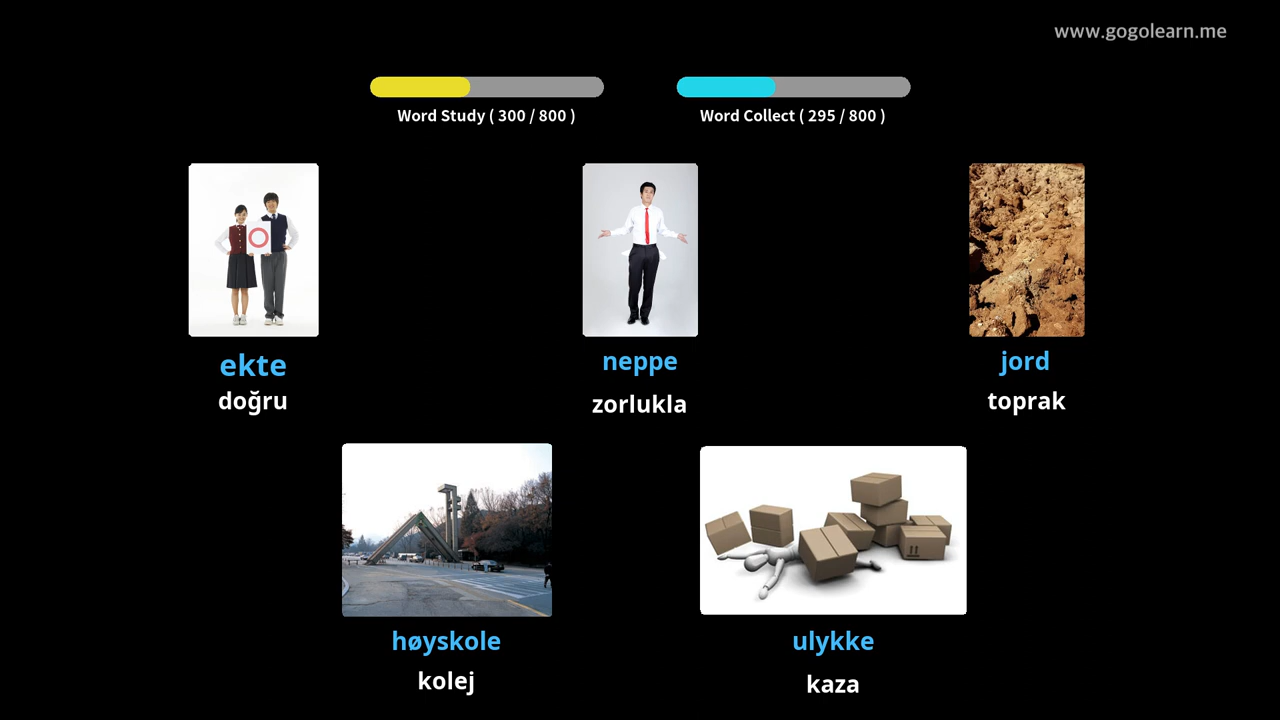 www.gogolearn.me
Word Study ( 300 / 800 )
Word Collect ( 295 / 800 )
ekte
doğru
neppe
zorlukla
jord
toprak
høyskole
kolej
ulykke
kaza